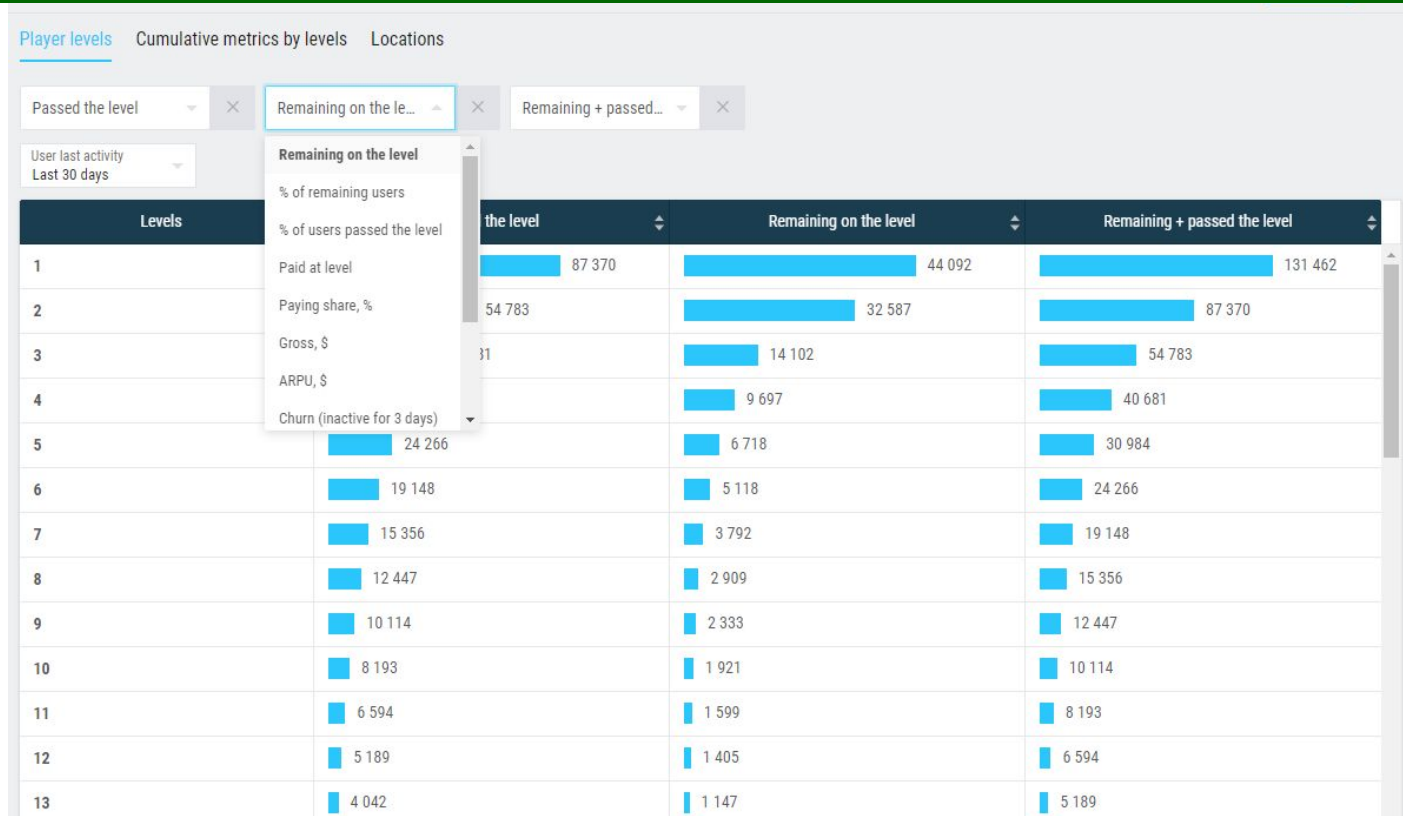 Player levels Cumulative metrics by levels Locations
Passed the level Remaining on the le... Remaining + passed...
User last activity
Last 30 days
Remaining on the level
% of remaining users
% of users passed the level
Paid at level
Paying share, %
Gross, $
ARPU, $
Churn (inactive for 3 days)
Levels the level Remaining on the level Remaining + passed the level
1 87 370 44 092 131 462
2 54 783 32 587 87 370
3 14 102 54 783
4 9 697 40 681
5 24 266 6 718 30 984
6 19 148 5 118 24 266
7 15 356 3 792 19 148
8 12 447 2 909 15 356
9 10 114 2 333 12 447
10 8 193 1 921 10 114
11 6 594 1 599 8 193
12 5 189 1 405 6 594
13 4 042 1 147 5 189